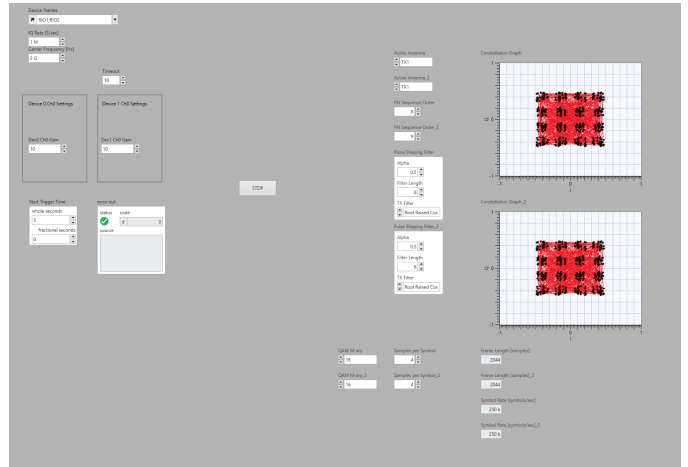 Device Names
RIO1/RIO2
IQ Rate [S/sec]
1 M
Carrier Frequency [Hz]
2 G
Timeout
10
Device 0 Ch0 Settings
Dev0 Ch0 Gain
10
Device 1 Ch0 Settings
Dev1 Ch0 Gain
10
STOP
Start Trigger Time
whole seconds
5
fractional seconds
0
error out
status code
d 0
source
Active Antenna
TX1
Active Antenna_2
TX1
PN Sequence Order
9
PN Sequence Order_2
9
Pulse Shaping Filter
Alpha
0.5
Filter Length
6
TX Filter
Root Raised Cos
Pulse Shaping Filter_2
Alpha
0.5
Filter Length
6
TX Filter
Root Raised Cos
Constellation Graph
1
Q 0
-1
-1 0 1
I
Constellation Graph_2
1
Q 0
-1
-1 0 1
I
QAM M-ary
16
QAM M-ary_2
16
Samples per Symbol
4
Samples per Symbol_2
4
Frame Length [samples]
2044
Frame Length [samples]_2
2044
Symbol Rate [symbols/sec]
250 k
Symbol Rate [symbols/sec]_2
250 k